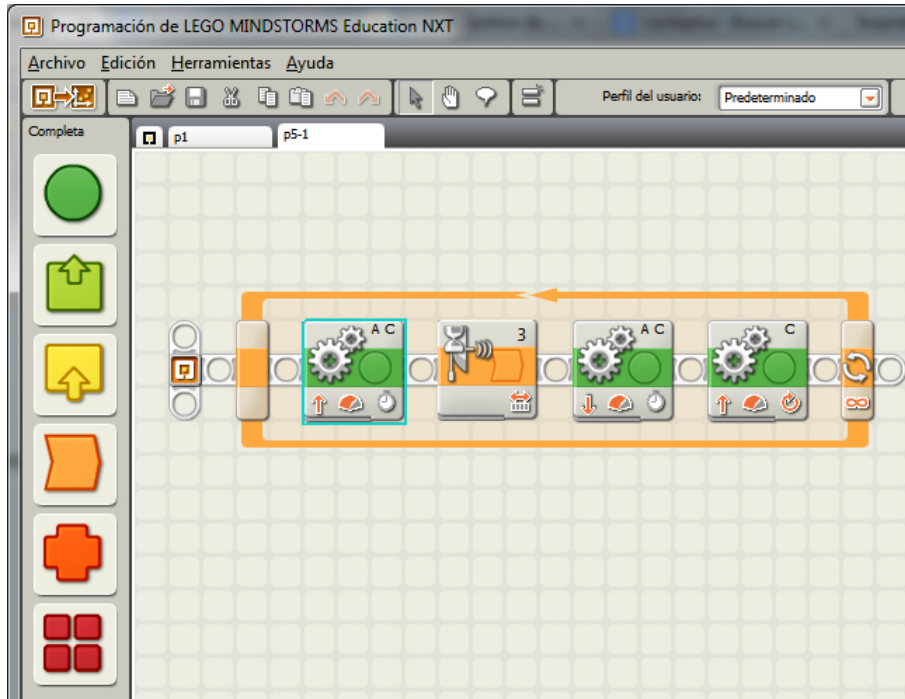 Programación de LEGO MINDSTORMS Education NXT
Archivo Edición Herramientas Ayuda
Perfil del usuario: Predeterminado
Completa
p1
p5-1
A C
3
A C
C